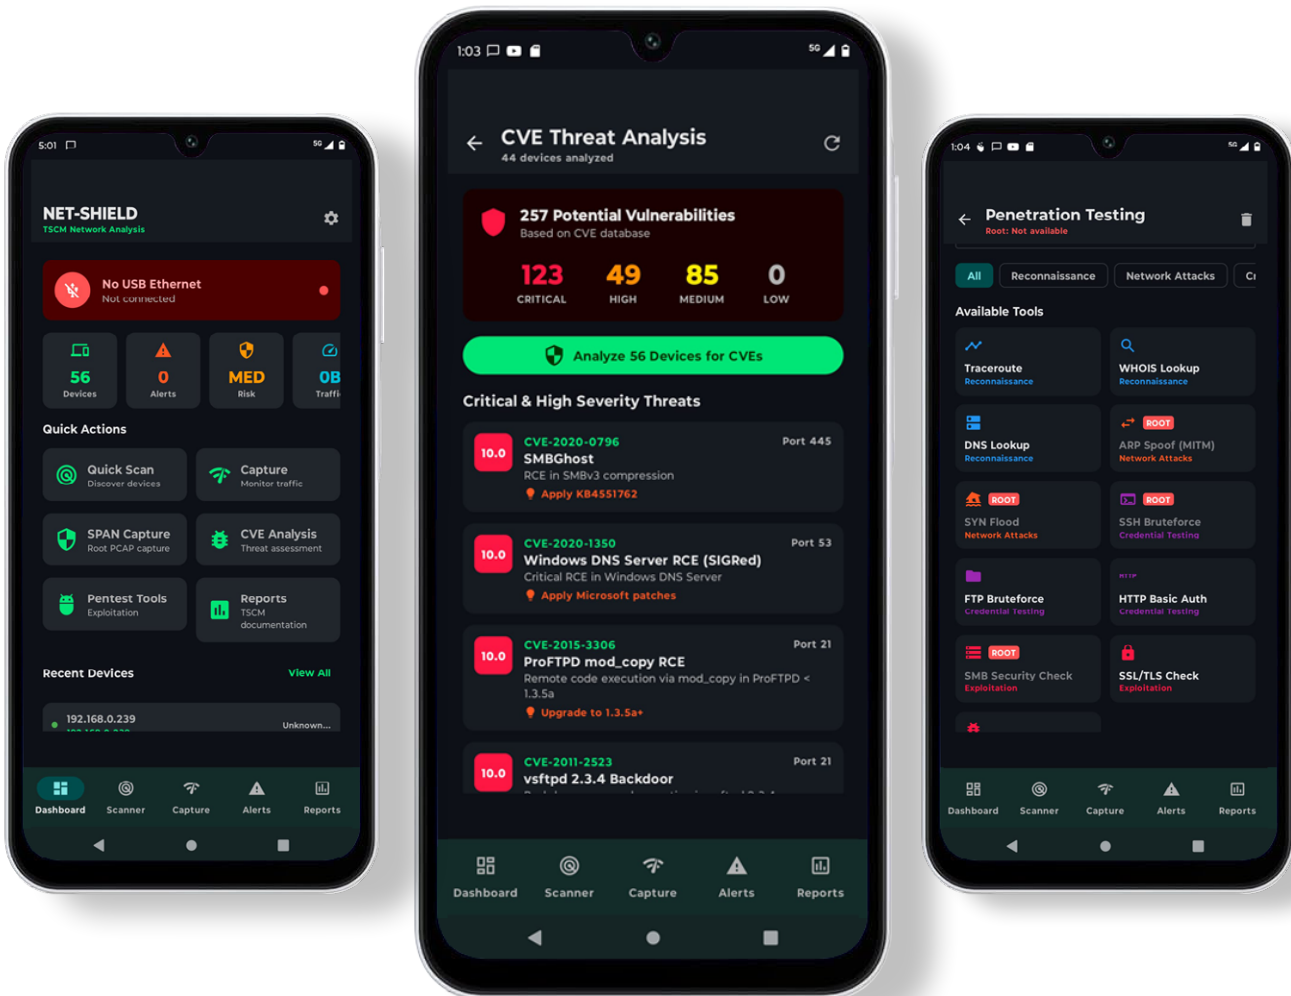 5:01
5G
NET-SHIELD
TSCM Network Analysis
No USB Ethernet
Not connected
56
Devices
0
Alerts
MED
Risk
0B
Traffi
Quick Actions
Quick Scan
Discover devices
Capture
Monitor traffic
SPAN Capture
Root PCAP capture
CVE Analysis
Threat assessment
Pentest Tools
Exploitation
Reports
TSCM
documentation
Recent Devices
View All
192.168.0.239
Unknown...
Dashboard
Scanner
Capture
Alerts
Reports
1:03
5G
CVE Threat Analysis
44 devices analyzed
257 Potential Vulnerabilities
Based on CVE database
123
CRITICAL
49
HIGH
85
MEDIUM
0
LOW
Analyze 56 Devices for CVEs
Critical & High Severity Threats
10.0
CVE-2020-0796
Port 445
SMBGhost
RCE in SMBv3 compression
Apply KB4551762
10.0
CVE-2020-1350
Port 53
Windows DNS Server RCE (SIGRed)
Critical RCE in Windows DNS Server
Apply Microsoft patches
10.0
CVE-2015-3306
Port 21
ProFTPD mod_copy RCE
Remote code execution via mod_copy in ProFTPD <
1.3.5a
Upgrade to 1.3.5a+
10.0
CVE-2011-2523
Port 21
vsftpd 2.3.4 Backdoor
Dashboard
Scanner
Capture
Alerts
Reports
1:04
5G
Penetration Testing
Root: Not available
All
Reconnaissance
Network Attacks
Cr
Available Tools
Traceroute
Reconnaissance
WHOIS Lookup
Reconnaissance
DNS Lookup
Reconnaissance
ROOT
ARP Spoof (MITM)
Network Attacks
ROOT
SYN Flood
Network Attacks
ROOT
SSH Bruteforce
Credential Testing
FTP Bruteforce
Credential Testing
HTTP
HTTP Basic Auth
Credential Testing
ROOT
SMB Security Check
Exploitation
SSL/TLS Check
Exploitation
Dashboard
Scanner
Capture
Alerts
Reports